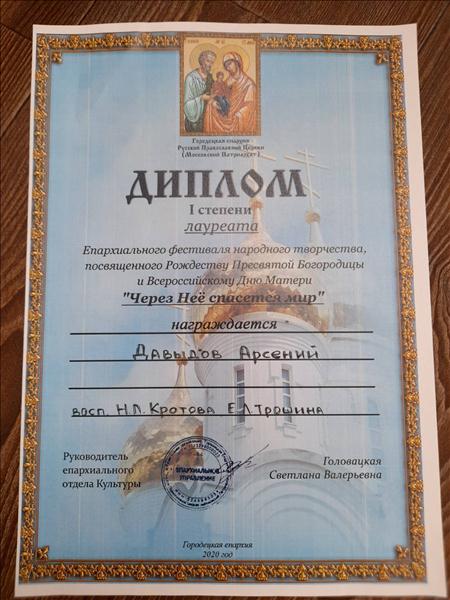 Городецкая епархия
Русской Православной Церкви
(Московский Патриархат)
ДИПЛОМ
I степени
лауреата
Епархиального фестиваля народного творчества,
посвященного Рождеству Пресвятой Богородицы
и Всероссийскому Дню Матери
"Через Неё спасется мир"
награждается
Давыдов Арсений
восп. Н.Л.Кротова Е.Л.Трошина
Руководитель
епархиального
отдела Культуры
ЕПАРХИАЛЬНОЕ
УПРАВЛЕНИЕ
Головацкая
Светлана Валерьевна
Городецкая епархия
2020 год